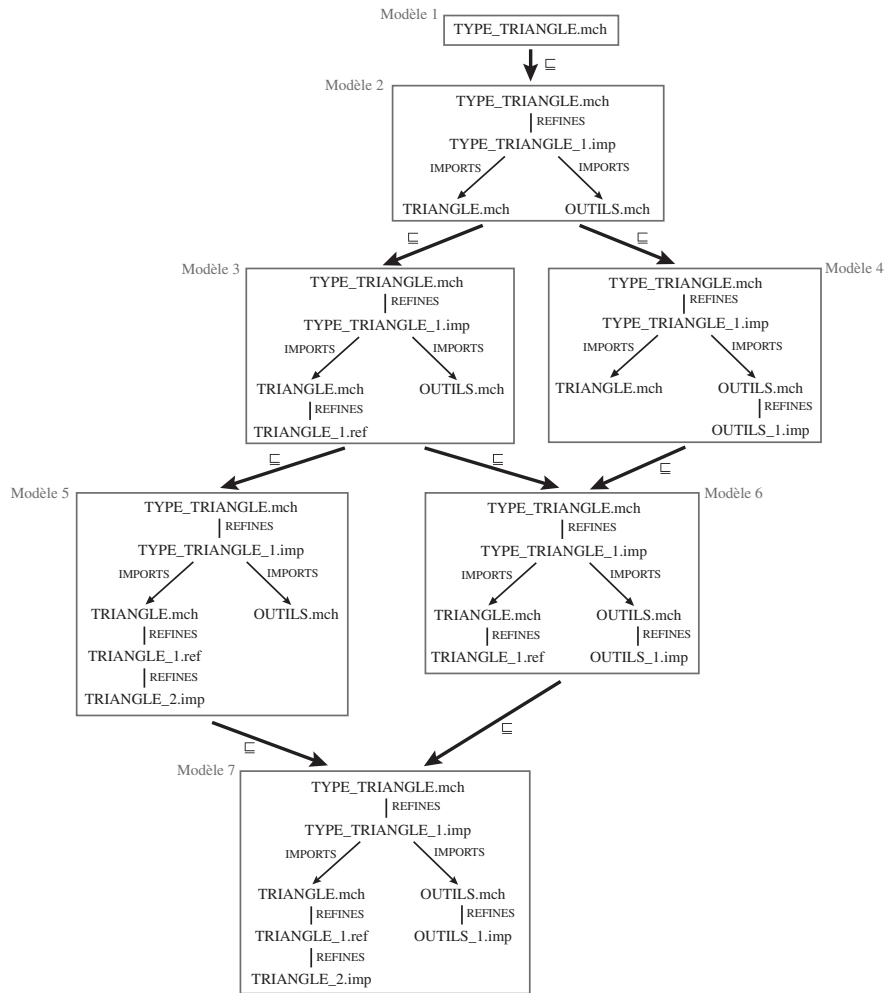 Modèle 1
TYPE_TRIANGLE.mch
⊑
Modèle 2
TYPE_TRIANGLE.mch
REFINES
TYPE_TRIANGLE_1.imp
IMPORTS IMPORTS
TRIANGLE.mch OUTILS.mch
⊑ ⊑
Modèle 3
TYPE_TRIANGLE.mch
REFINES
TYPE_TRIANGLE_1.imp
IMPORTS IMPORTS
TRIANGLE.mch OUTILS.mch
REFINES
TRIANGLE_1.ref
Modèle 4
TYPE_TRIANGLE.mch
REFINES
TYPE_TRIANGLE_1.imp
IMPORTS IMPORTS
TRIANGLE.mch OUTILS.mch
REFINES
OUTILS_1.imp
⊑ ⊑ ⊑
Modèle 5
TYPE_TRIANGLE.mch
REFINES
TYPE_TRIANGLE_1.imp
IMPORTS IMPORTS
TRIANGLE.mch OUTILS.mch
REFINES
TRIANGLE_1.ref
REFINES
TRIANGLE_2.imp
Modèle 6
TYPE_TRIANGLE.mch
REFINES
TYPE_TRIANGLE_1.imp
IMPORTS IMPORTS
TRIANGLE.mch OUTILS.mch
REFINES REFINES
TRIANGLE_1.ref OUTILS_1.imp
⊑ ⊑
Modèle 7
TYPE_TRIANGLE.mch
REFINES
TYPE_TRIANGLE_1.imp
IMPORTS IMPORTS
TRIANGLE.mch OUTILS.mch
REFINES REFINES
TRIANGLE_1.ref OUTILS_1.imp
REFINES
TRIANGLE_2.imp